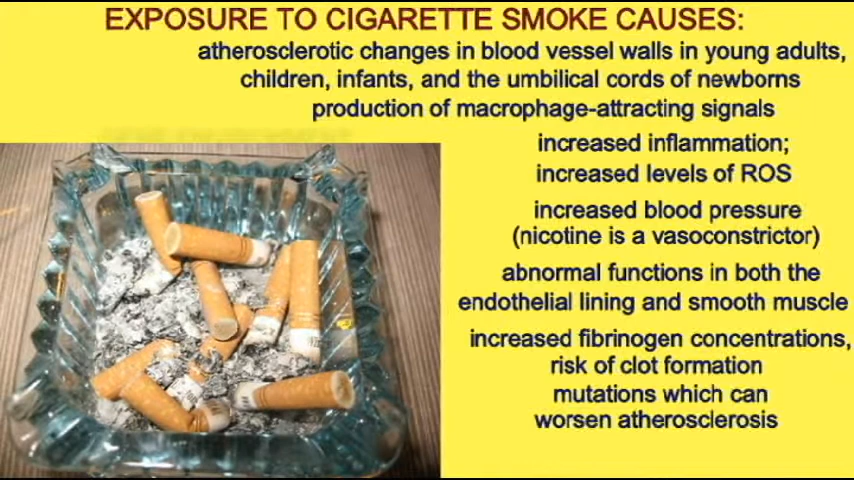 EXPOSURE TO CIGARETTE SMOKE CAUSES:
atherosclerotic changes in blood vessel walls in young adults,
children, infants, and the umbilical cords of newborns
production of macrophage-attracting signals
increased inflammation;
increased levels of ROS
increased blood pressure
(nicotine is a vasoconstrictor)
abnormal functions in both the
endothelial lining and smooth muscle
increased fibrinogen concentrations,
risk of clot formation
mutations which can
worsen atherosclerosis